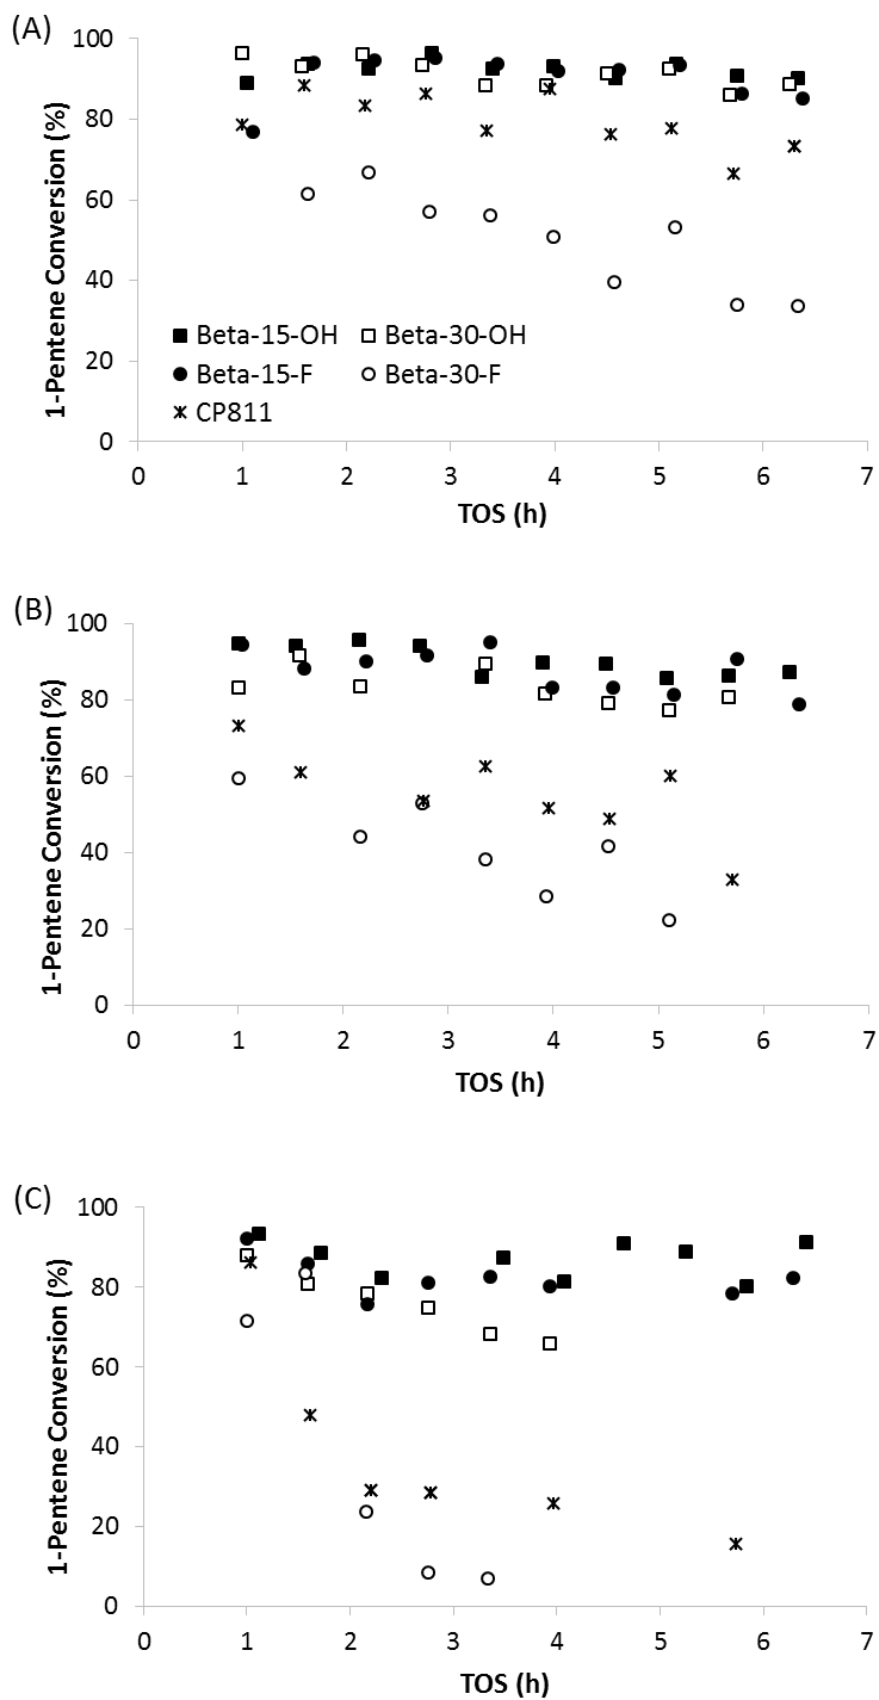 (A)
1-Pentene Conversion (%)
100
80
60
40
20
0
Beta-15-OH Beta-30-OH
Beta-15-F Beta-30-F
CP811
0 1 2 3 4 5 6 7
TOS (h)
(B)
1-Pentene Conversion (%)
100
80
60
40
20
0
0 1 2 3 4 5 6 7
TOS (h)
(C)
1-Pentene Conversion (%)
100
80
60
40
20
0
0 1 2 3 4 5 6 7
TOS (h)